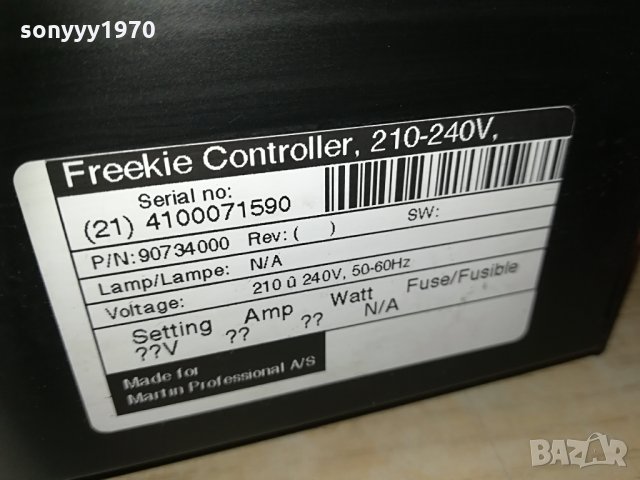 sonyyy1970
Freekie Controller, 210-240V,
Serial no:
(21) 4100071590
P/N:90734000 Rev: ( ) SW:
Lamp/Lampe: N/A
Voltage: 210 û 240V, 50-60Hz
Setting Amp Watt Fuse/Fusible
??V ?? ?? N/A
Made for
Martin Professional A/S
BAZAR